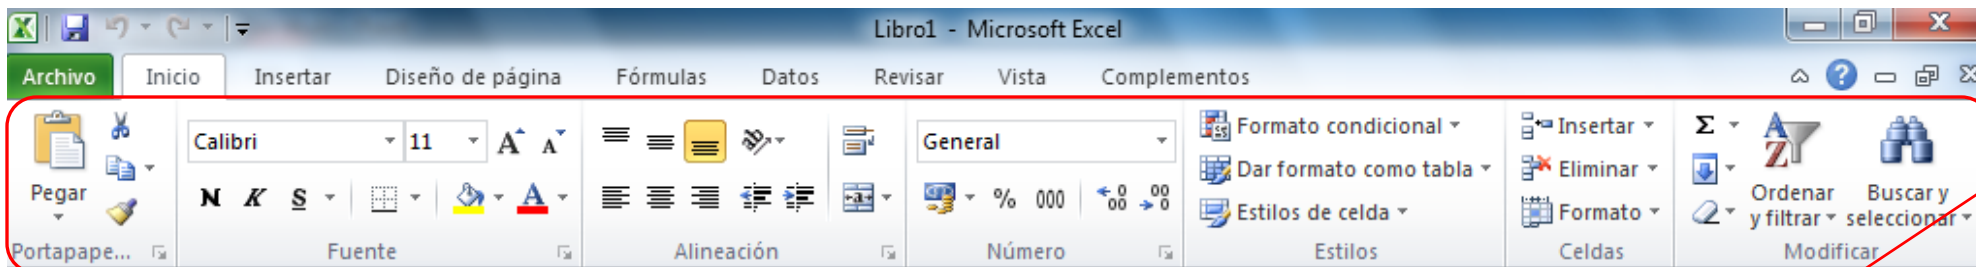 Libro1 - Microsoft Excel
Archivo Inicio Insertar Diseño de página Fórmulas Datos Revisar Vista Complementos
Calibri 11 General Formato condicional Insertar Σ
Dar formato como tabla Eliminar
Pegar N K S A % 000 Estilos de celda Formato Ordenar y filtrar Buscar y seleccionar
Portapape... Fuente Alineación Número Estilos Celdas Modificar